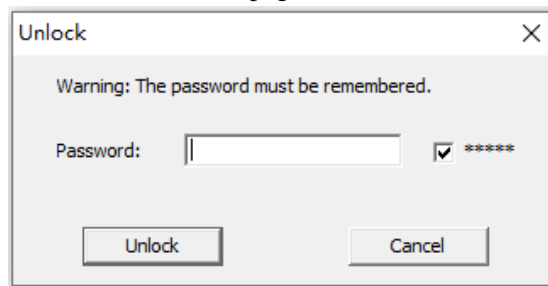 Unlock
Warning: The password must be remembered.
Password: *****
Unlock Cancel